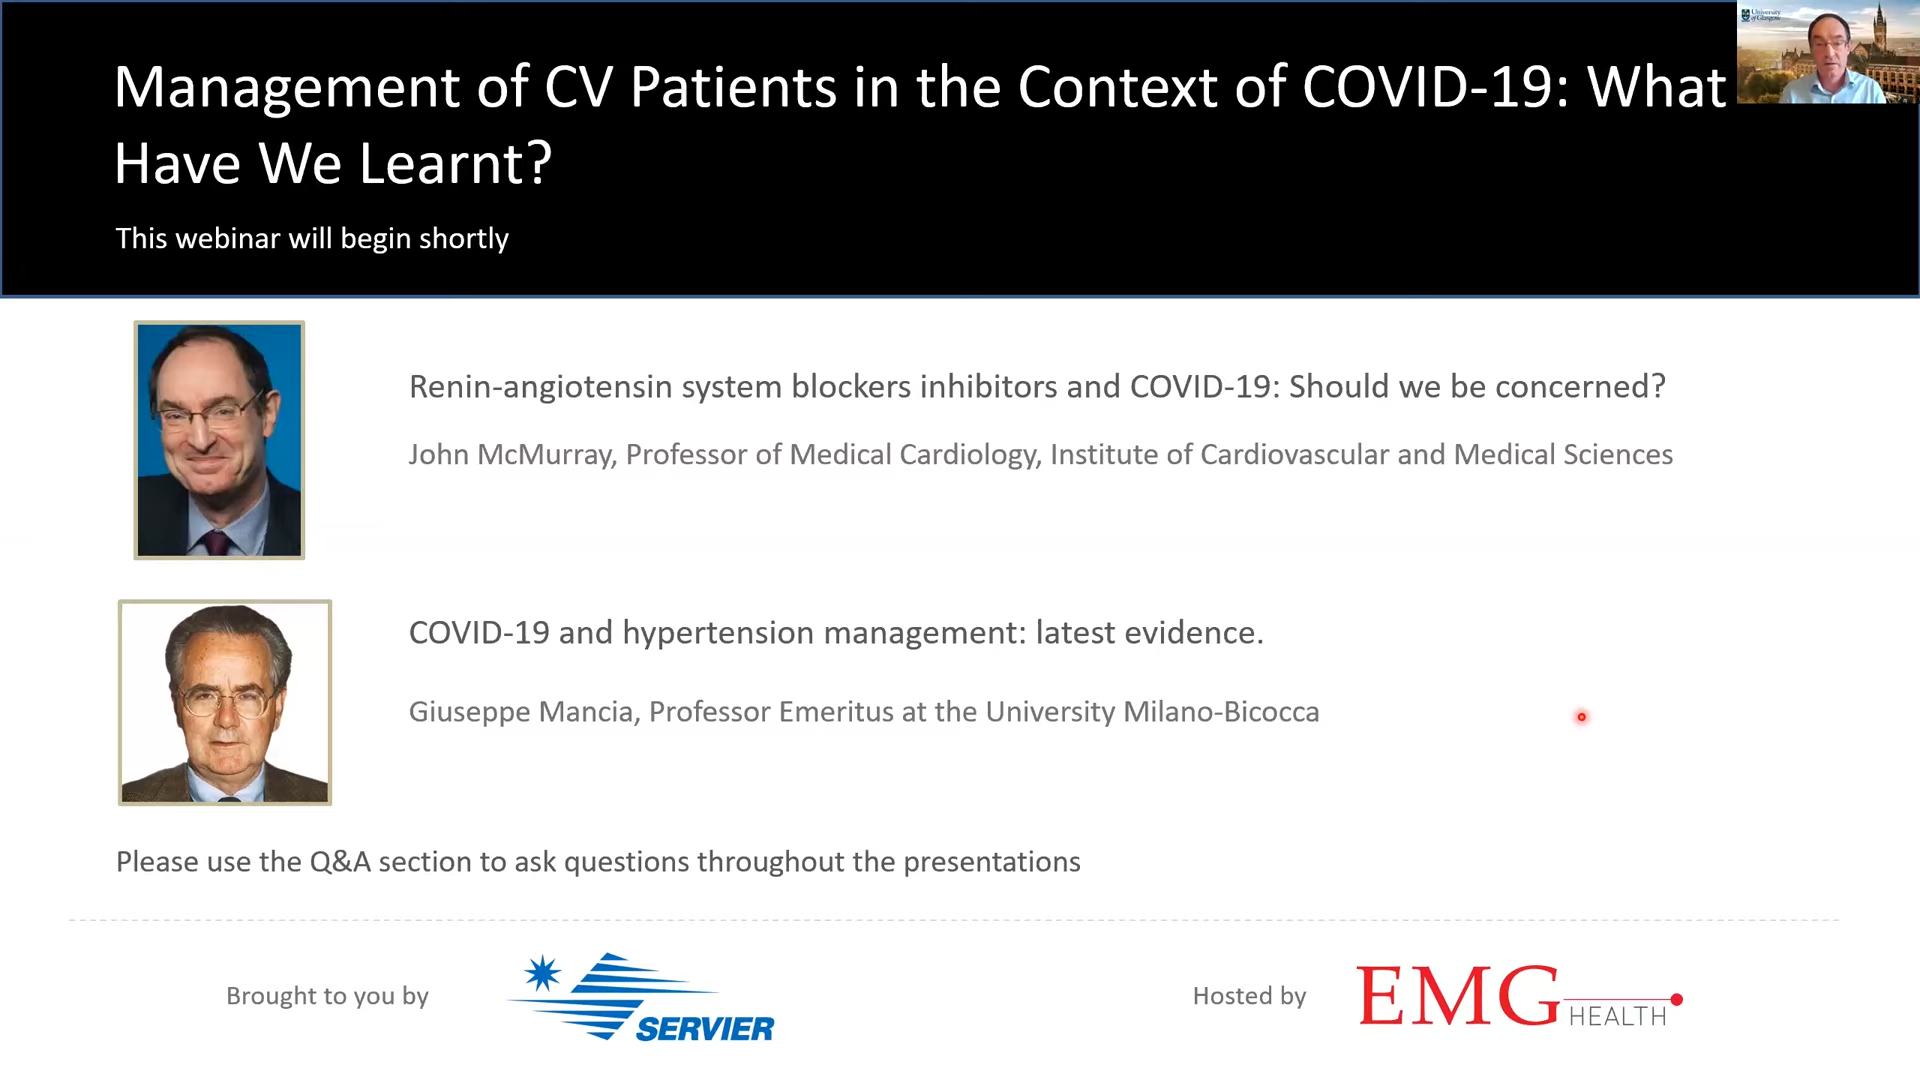 Management of CV Patients in the Context of COVID-19: What
Have We Learnt?
This webinar will begin shortly
University
of Glasgow
Renin-angiotensin system blockers inhibitors and COVID-19: Should we be concerned?
John McMurray, Professor of Medical Cardiology, Institute of Cardiovascular and Medical Sciences
COVID-19 and hypertension management: latest evidence.
Giuseppe Mancia, Professor Emeritus at the University Milano-Bicocca
Please use the Q&A section to ask questions throughout the presentations
Brought to you by
SERVIER
Hosted by
EMG
HEALTH